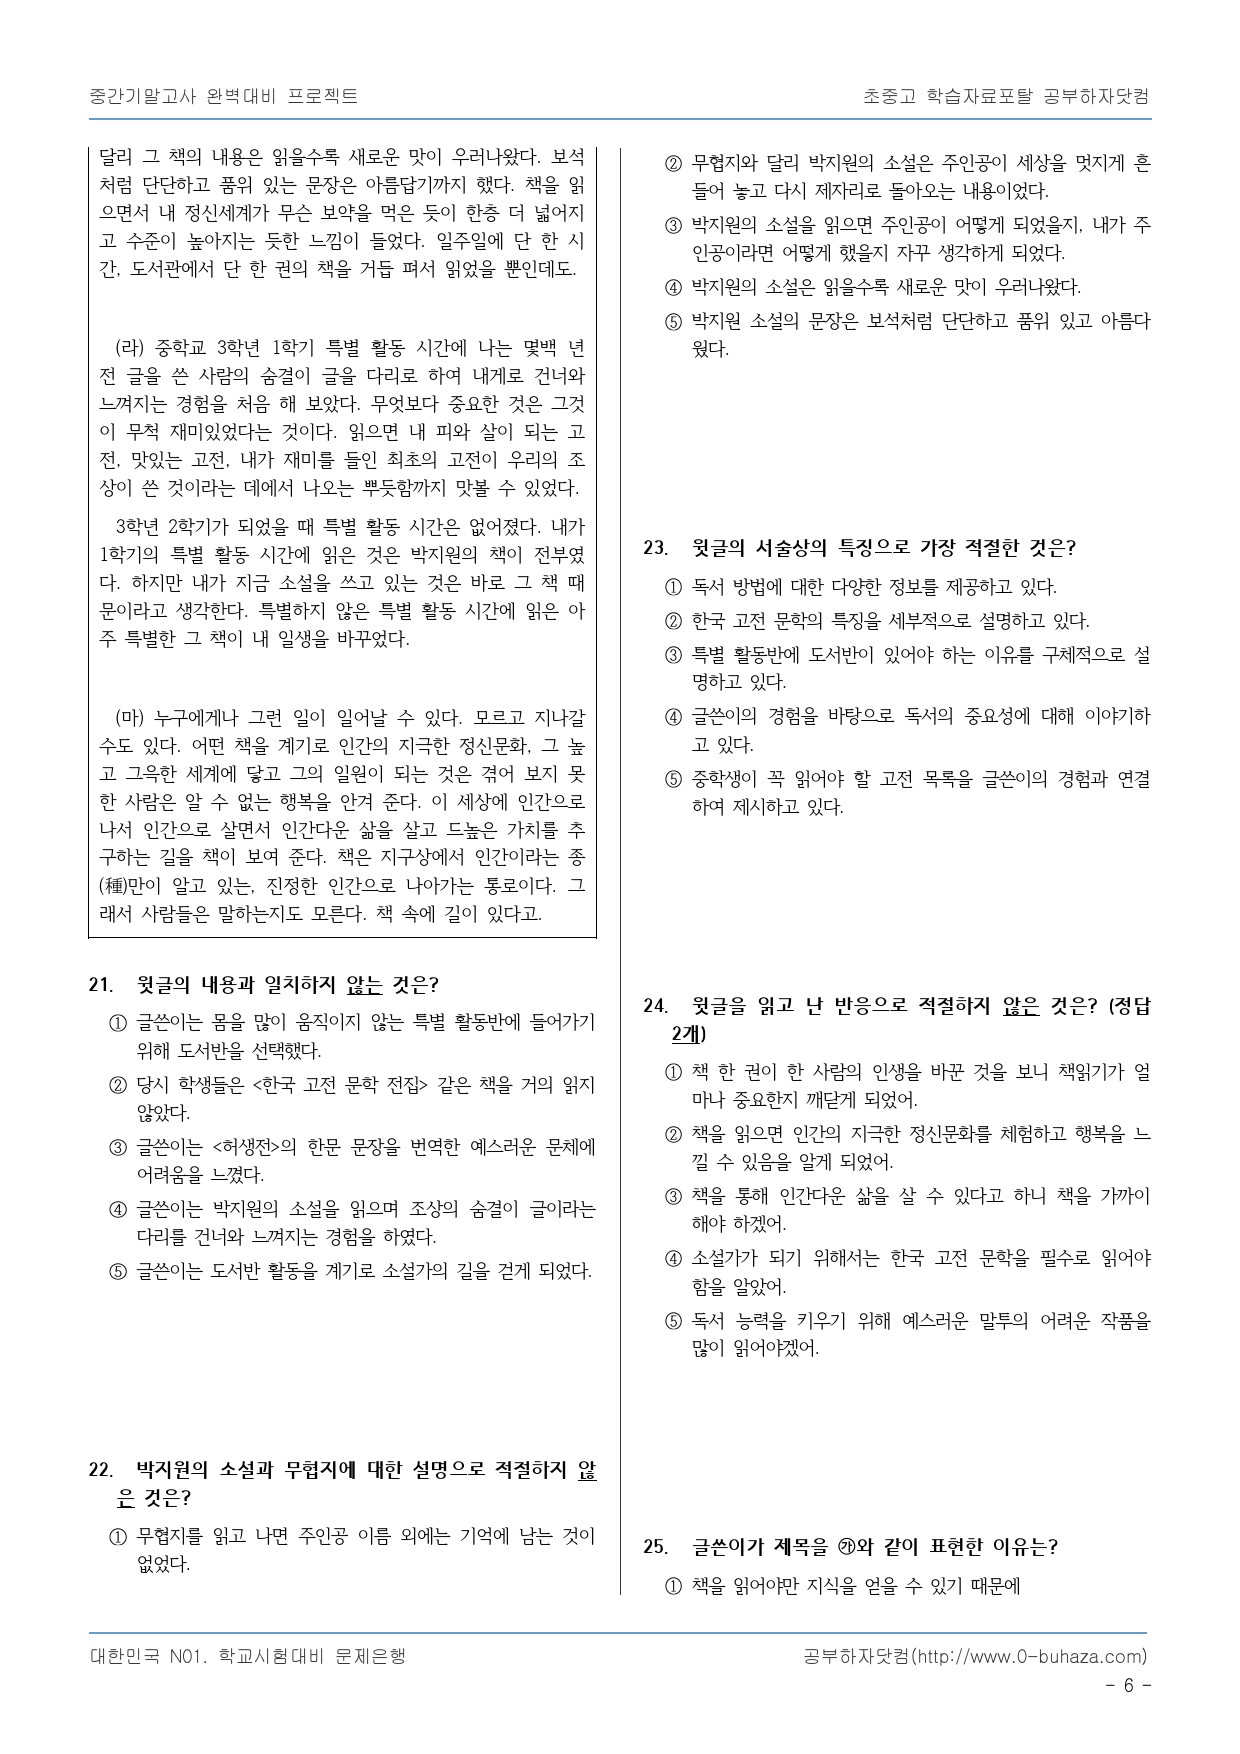 중간기말고사 완벽대비 프로젝트
초중고 학습자료포탈 공부하자닷컴
달리 그 책의 내용은 읽을수록 새로운 맛이 우러나왔다. 보석
처럼 단단하고 품위 있는 문장은 아름답기까지 했다. 책을 읽
으면서 내 정신세계가 무슨 보약을 먹은 듯이 한층 더 넓어지
고 수준이 높아지는 듯한 느낌이 들었다. 일주일에 단 한 시
간, 도서관에서 단 한 권의 책을 거듭 펴서 읽었을 뿐인데도.
(라) 중학교 3학년 1학기 특별 활동 시간에 나는 몇백 년
전 글을 쓴 사람의 숨결이 글을 다리로 하여 내게로 건너와
느껴지는 경험을 처음 해 보았다. 무엇보다 중요한 것은 그것
이 무척 재미있었다는 것이다. 읽으면 내 피와 살이 되는 고
전, 맛있는 고전, 내가 재미를 들인 최초의 고전이 우리의 조
상이 쓴 것이라는 데에서 나오는 뿌듯함까지 맛볼 수 있었다.
3학년 2학기가 되었을 때 특별 활동 시간은 없어졌다. 내가
1학기의 특별 활동 시간에 읽은 것은 박지원의 책이 전부였
다. 하지만 내가 지금 소설을 쓰고 있는 것은 바로 그 책 때
문이라고 생각한다. 특별하지 않은 특별 활동 시간에 읽은 아
주 특별한 그 책이 내 일생을 바꾸었다.
(마) 누구에게나 그런 일이 일어날 수 있다. 모르고 지나갈
수도 있다. 어떤 책을 계기로 인간의 지극한 정신문화, 그 높
고 그윽한 세계에 닿고 그의 일원이 되는 것은 겪어 보지 못
한 사람은 알 수 없는 행복을 안겨 준다. 이 세상에 인간으로
나서 인간으로 살면서 인간다운 삶을 살고 드높은 가치를 추
구하는 길을 책이 보여 준다. 책은 지구상에서 인간이라는 종
(種)만이 알고 있는, 진정한 인간으로 나아가는 통로이다. 그
래서 사람들은 말하는지도 모른다. 책 속에 길이 있다고.
21. 윗글의 내용과 일치하지 않는 것은?
① 글쓴이는 몸을 많이 움직이지 않는 특별 활동반에 들어가기
위해 도서반을 선택했다.
② 당시 학생들은 <한국 고전 문학 전집> 같은 책을 거의 읽지
않았다.
③ 글쓴이는 <허생전>의 한문 문장을 번역한 예스러운 문체에
어려움을 느꼈다.
④ 글쓴이는 박지원의 소설을 읽으며 조상의 숨결이 글이라는
다리를 건너와 느껴지는 경험을 하였다.
⑤ 글쓴이는 도서반 활동을 계기로 소설가의 길을 걷게 되었다.
22. 박지원의 소설과 무협지에 대한 설명으로 적절하지 않
은 것은?
① 무협지를 읽고 나면 주인공 이름 외에는 기억에 남는 것이
없었다.
② 무협지와 달리 박지원의 소설은 주인공이 세상을 멋지게 흔
들어 놓고 다시 제자리로 돌아오는 내용이었다.
③ 박지원의 소설을 읽으면 주인공이 어떻게 되었을지, 내가 주
인공이라면 어떻게 했을지 자꾸 생각하게 되었다.
④ 박지원의 소설은 읽을수록 새로운 맛이 우러나왔다.
⑤ 박지원 소설의 문장은 보석처럼 단단하고 품위 있고 아름다
웠다.
23. 윗글의 서술상의 특징으로 가장 적절한 것은?
① 독서 방법에 대한 다양한 정보를 제공하고 있다.
② 한국 고전 문학의 특징을 세부적으로 설명하고 있다.
③ 특별 활동반에 도서반이 있어야 하는 이유를 구체적으로 설
명하고 있다.
④ 글쓴이의 경험을 바탕으로 독서의 중요성에 대해 이야기하
고 있다.
⑤ 중학생이 꼭 읽어야 할 고전 목록을 글쓴이의 경험과 연결
하여 제시하고 있다.
24. 윗글을 읽고 난 반응으로 적절하지 않은 것은? (정답
2개)
① 책 한 권이 한 사람의 인생을 바꾼 것을 보니 책읽기가 얼
마나 중요한지 깨닫게 되었어.
② 책을 읽으면 인간의 지극한 정신문화를 체험하고 행복을 느
낄 수 있음을 알게 되었어.
③ 책을 통해 인간다운 삶을 살 수 있다고 하니 책을 가까이
해야 하겠어.
④ 소설가가 되기 위해서는 한국 고전 문학을 필수로 읽어야
함을 알았어.
⑤ 독서 능력을 키우기 위해 예스러운 말투의 어려운 작품을
많이 읽어야겠어.
25. 글쓴이가 제목을 ㉮와 같이 표현한 이유는?
① 책을 읽어야만 지식을 얻을 수 있기 때문에
대한민국 N01. 학교시험대비 문제은행
공부하자닷컴(http://www.0-buhaza.com)
- 6 -